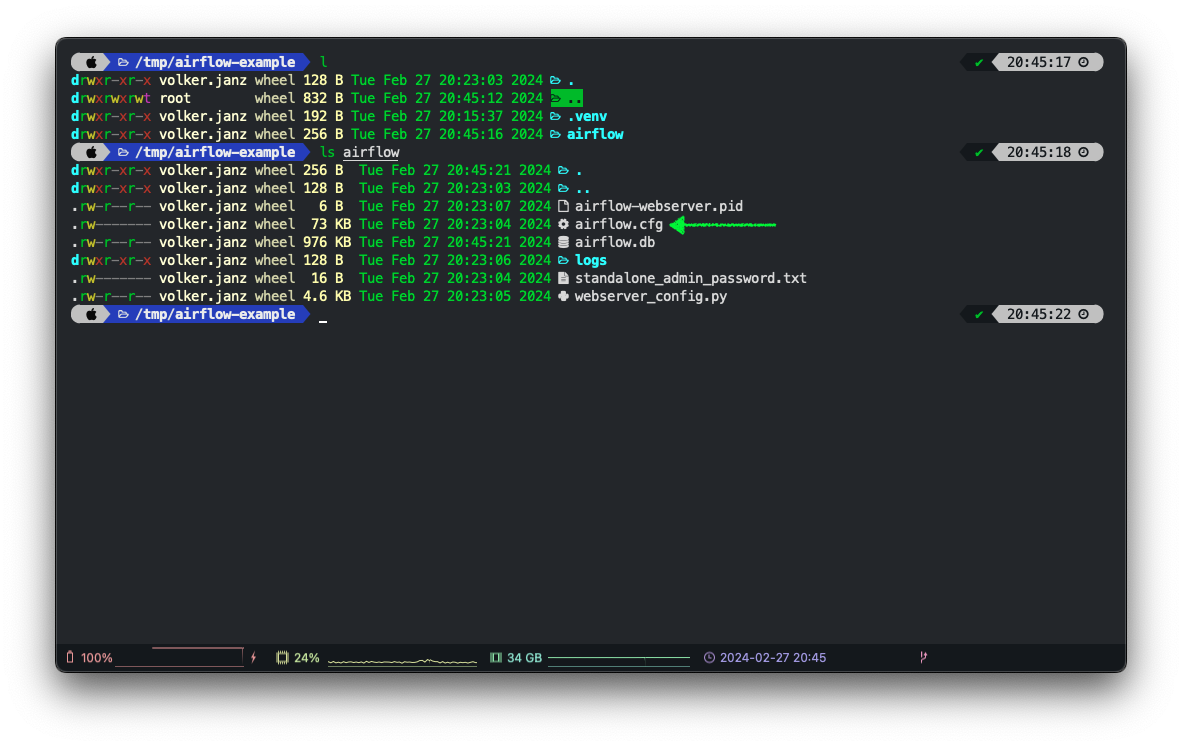 /tmp/airflow-example l ✔ 20:45:17
drwxr-xr-x volker.janz wheel 128 B Tue Feb 27 20:23:03 2024 .
drwxrwxrwt root wheel 832 B Tue Feb 27 20:45:12 2024 ..
drwxr-xr-x volker.janz wheel 192 B Tue Feb 27 20:15:37 2024 .venv
drwxr-xr-x volker.janz wheel 256 B Tue Feb 27 20:45:16 2024 airflow
/tmp/airflow-example ls airflow ✔ 20:45:18
drwxr-xr-x volker.janz wheel 256 B Tue Feb 27 20:45:21 2024 .
drwxr-xr-x volker.janz wheel 128 B Tue Feb 27 20:23:03 2024 ..
.rw-r--r-- volker.janz wheel 6 B Tue Feb 27 20:23:07 2024 airflow-webserver.pid
.rw------- volker.janz wheel 73 KB Tue Feb 27 20:23:04 2024 airflow.cfg
.rw-r--r-- volker.janz wheel 976 KB Tue Feb 27 20:45:21 2024 airflow.db
drwxr-xr-x volker.janz wheel 128 B Tue Feb 27 20:23:06 2024 logs
.rw------- volker.janz wheel 16 B Tue Feb 27 20:23:04 2024 standalone_admin_password.txt
.rw-r--r-- volker.janz wheel 4.6 KB Tue Feb 27 20:23:05 2024 webserver_config.py
/tmp/airflow-example _ ✔ 20:45:22
100% 24% 34 GB 2024-02-27 20:45